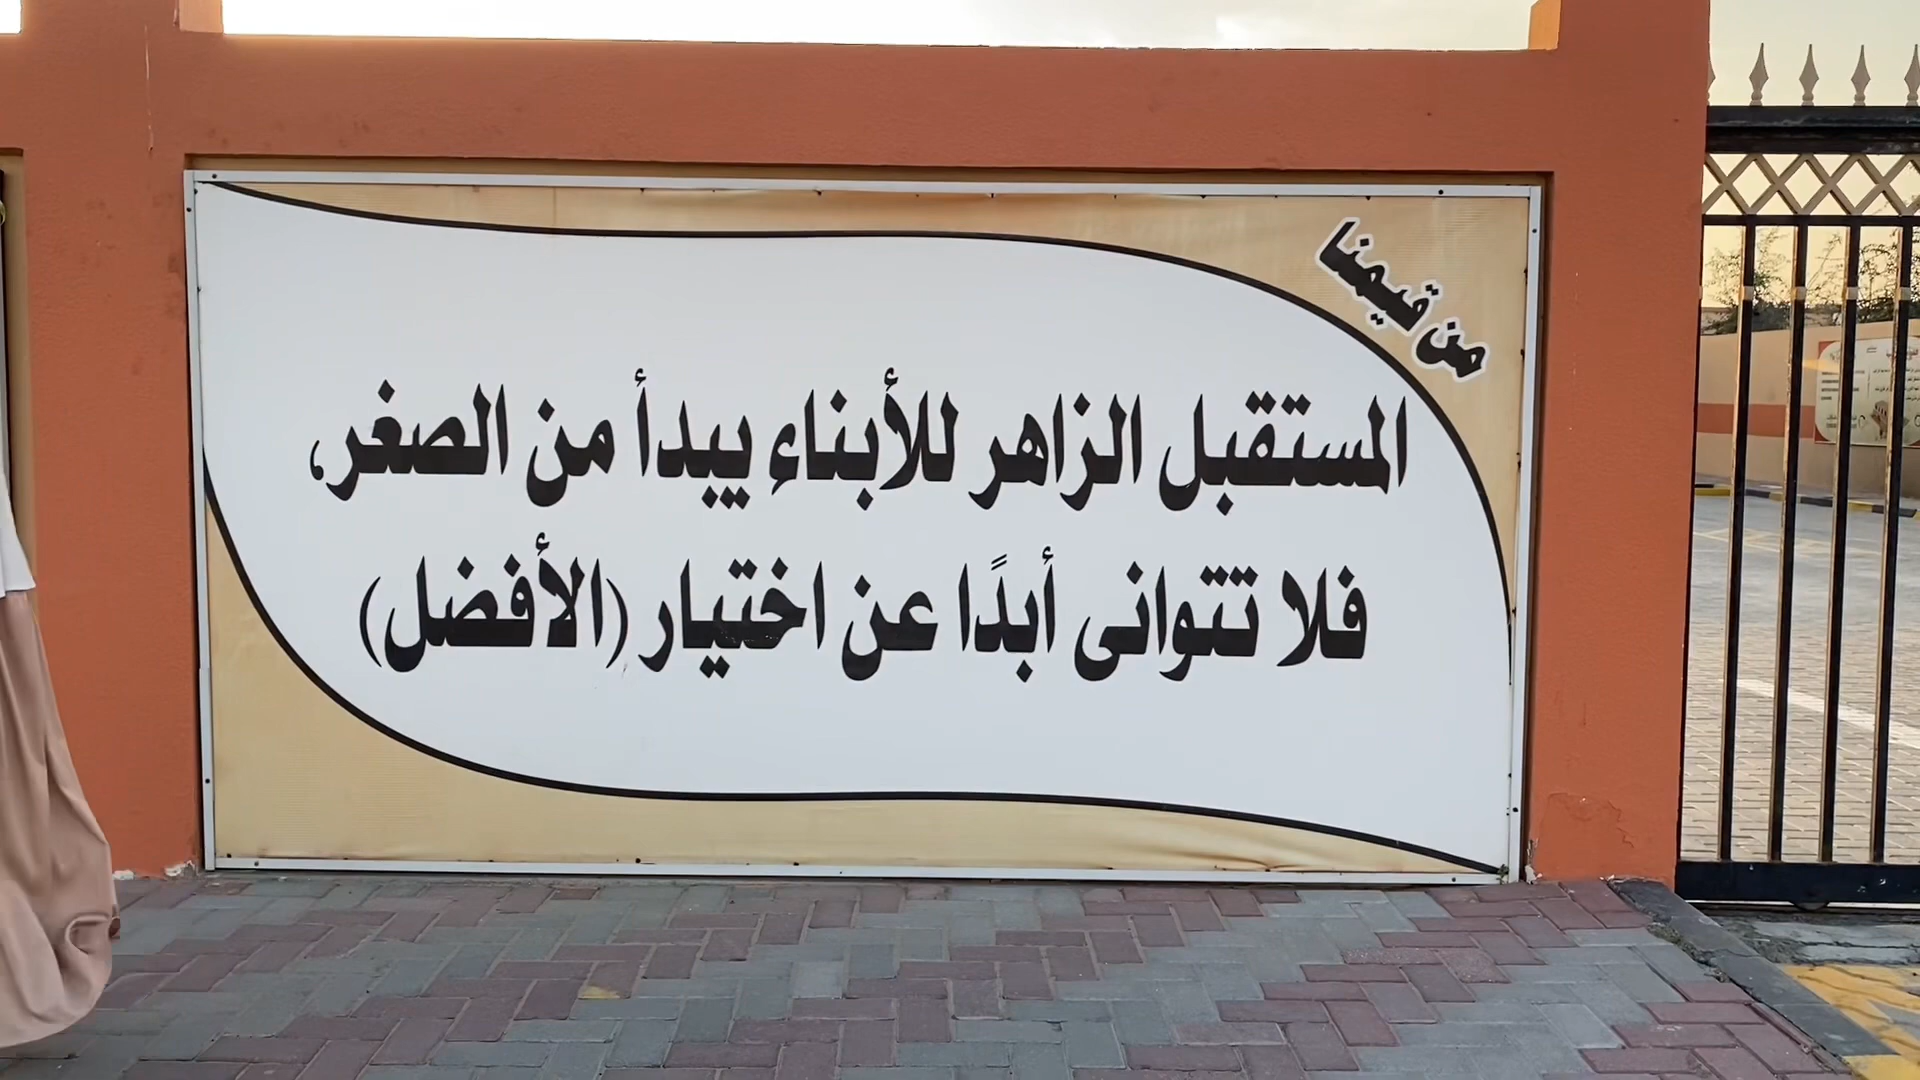 من قيمنا
المستقبل الزاهر للأبناء يبدأ من الصغر،
فلا تتوانى أبدًا عن اختيار (الأفضل)